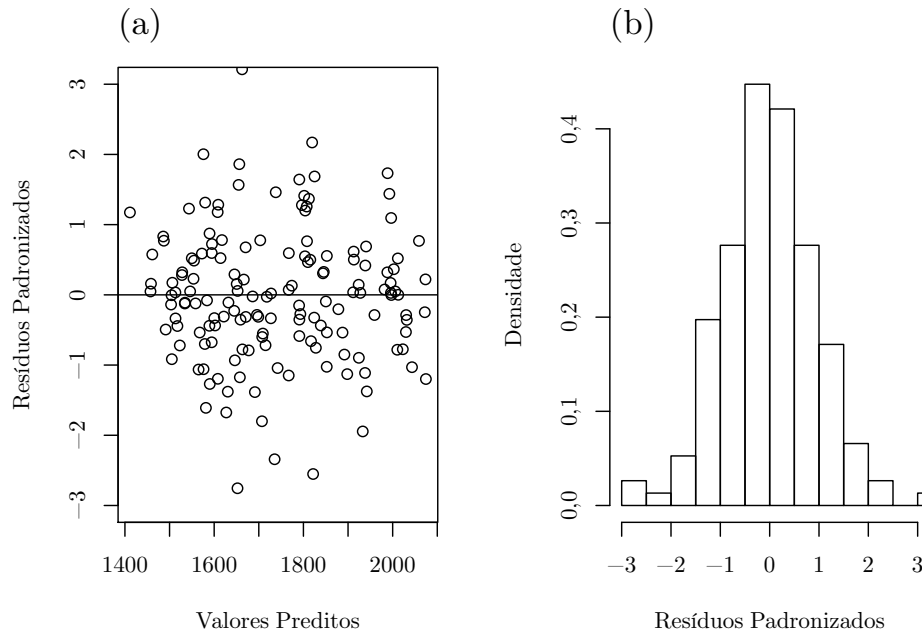 (a)
Resíduos Padronizados
3
2
1
0
−1
−2
−3
1400 1600 1800 2000
Valores Preditos
(b)
Densidade
0,4
0,3
0,2
0,1
0,0
−3 −2 −1 0 1 2 3
Resíduos Padronizados